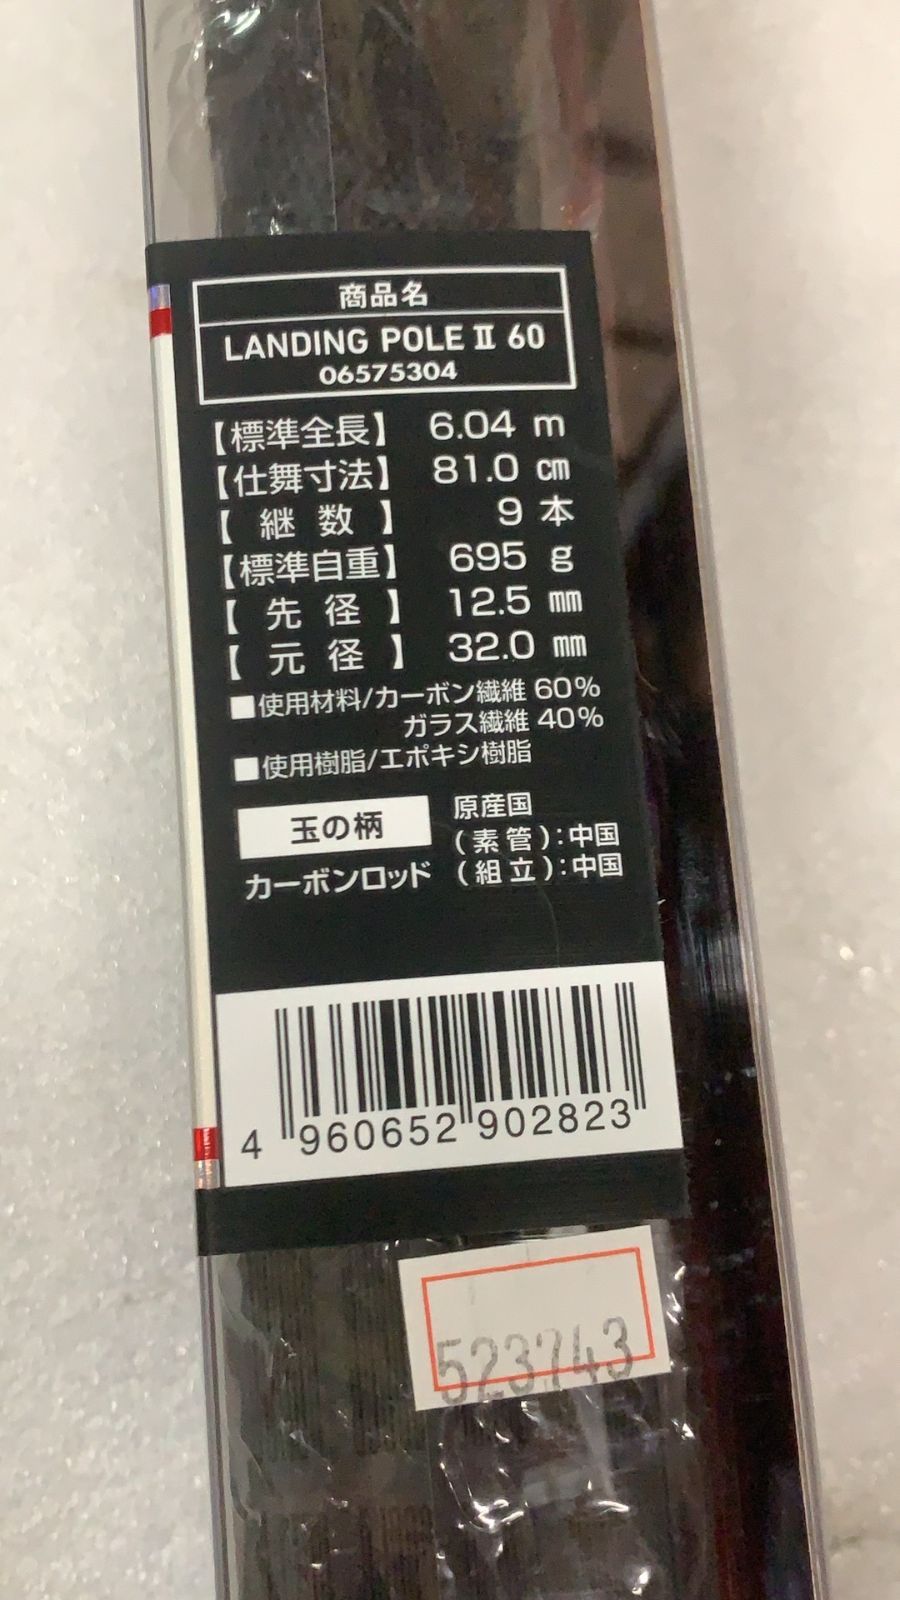 商品名
LANDING POLE Ⅱ 60
06575304
【標準全長】 6.04 m
【仕舞寸法】 81.0 ㎝
【 継 数 】 9 本
【標準自重】 695 g
【 先 径 】 12.5 ㎜
【 元 径 】 32.0 ㎜
■使用材料/カーボン繊維 60%
ガラス繊維 40%
■使用樹脂/エポキシ樹脂
玉の柄
カーボンロッド
原産国
(素管):中国
(組立):中国
4 960652 902823
523743